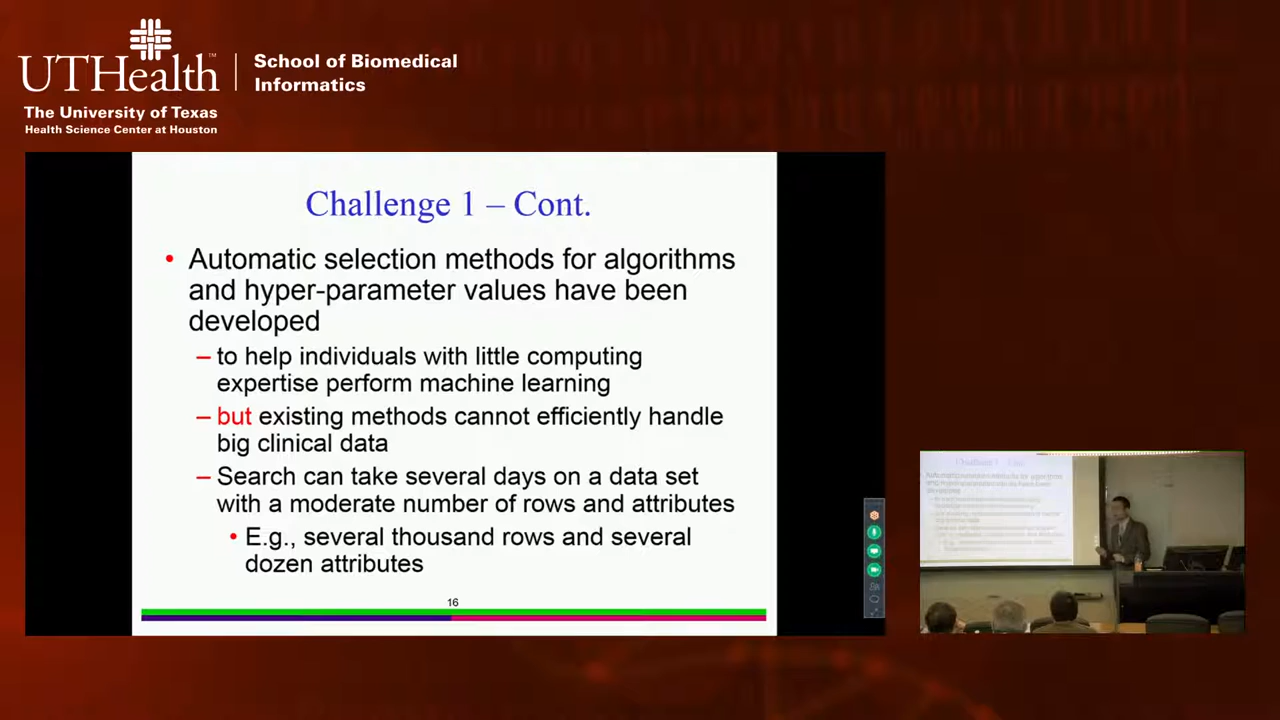 UTHealth™
School of Biomedical
Informatics
The University of Texas
Health Science Center at Houston
Challenge 1 – Cont.
• Automatic selection methods for algorithms
and hyper-parameter values have been
developed
– to help individuals with little computing
expertise perform machine learning
– but existing methods cannot efficiently handle
big clinical data
– Search can take several days on a data set
with a moderate number of rows and attributes
• E.g., several thousand rows and several
dozen attributes
16